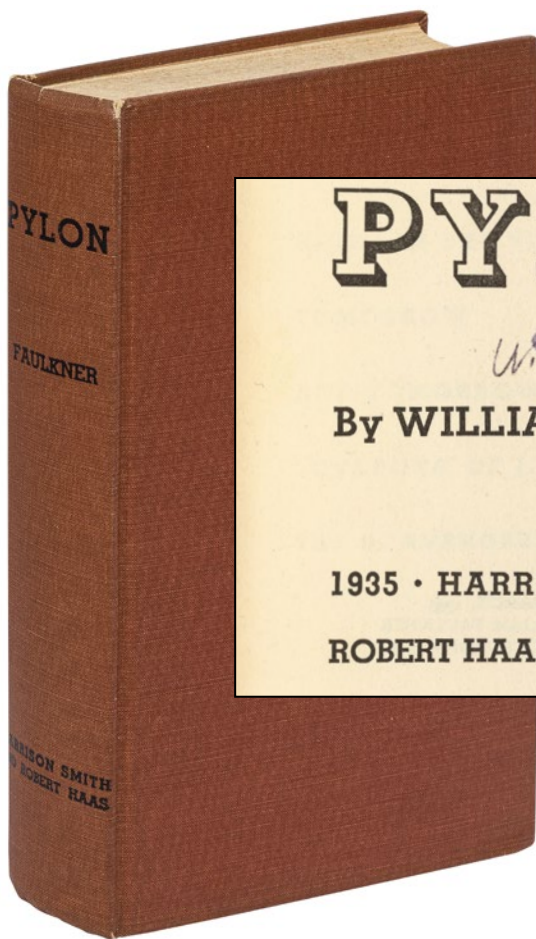 PYLON
FAULKNER
HARRISON SMITH
AND ROBERT HAAS
PY
By WILLIA
1935 · HARR
ROBERT HAA